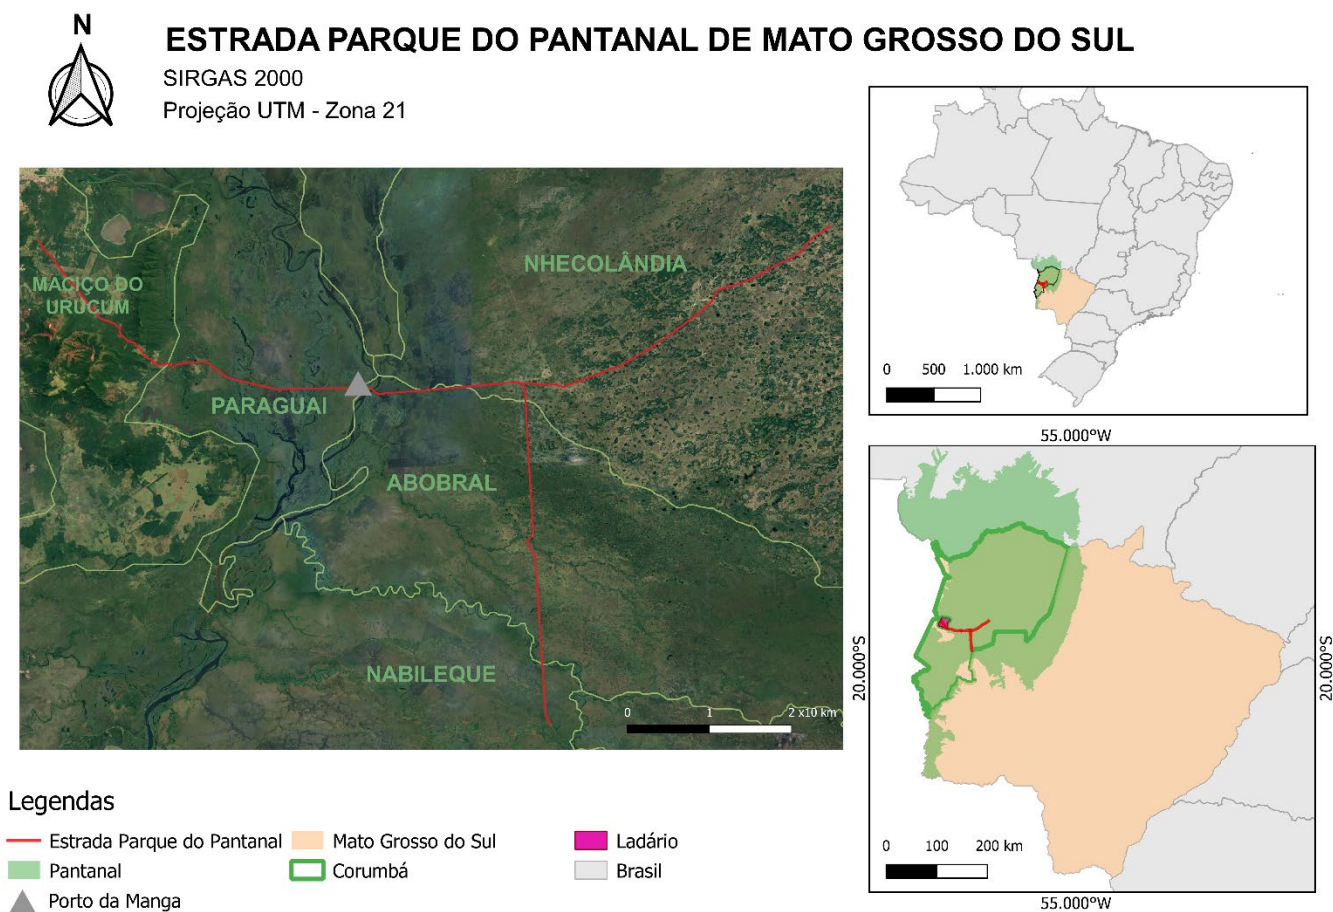 N
ESTRADA PARQUE DO PANTANAL DE MATO GROSSO DO SUL
SIRGAS 2000
Projeção UTM - Zona 21
NHECOLÂNDIA
MACIÇO DO
URUCUM
PARAGUAI
ABOBRAL
NABILEQUE
0 1 2 x10 km
0 500 1.000 km
55.000°W
20.000°S
20.000°S
0 100 200 km
55.000°W
Legendas
Estrada Parque do Pantanal
Mato Grosso do Sul
Ladário
Pantanal
Corumbá
Brasil
Porto da Manga